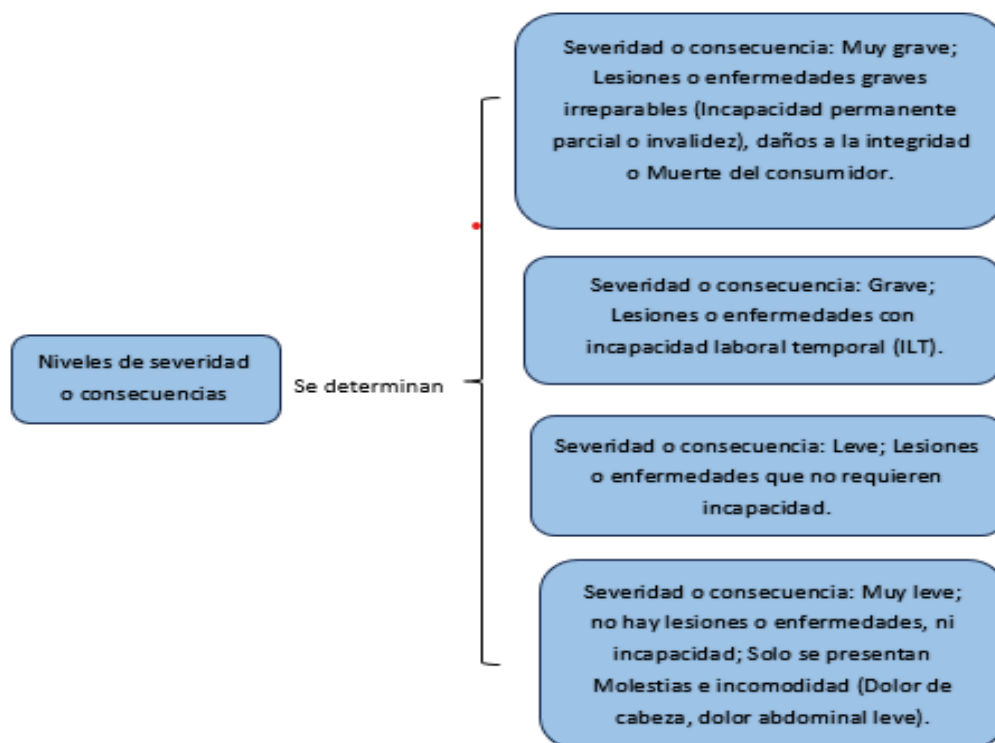 Severidad o consecuencia: Muy grave;
Lesiones o enfermedades graves
irreparables (Incapacidad permanente
parcial o invalidez), daños a la integridad
o Muerte del consumidor.
Severidad o consecuencia: Grave;
Lesiones o enfermedades con
incapacidad laboral temporal (ILT).
Niveles de severidad
o consecuencias
Se determinan
Severidad o consecuencia: Leve; Lesiones
o enfermedades que no requieren
incapacidad.
Severidad o consecuencia: Muy leve;
no hay lesiones o enfermedades, ni
incapacidad; Solo se presentan
Molestias e incomodidad (Dolor de
cabeza, dolor abdominal leve).